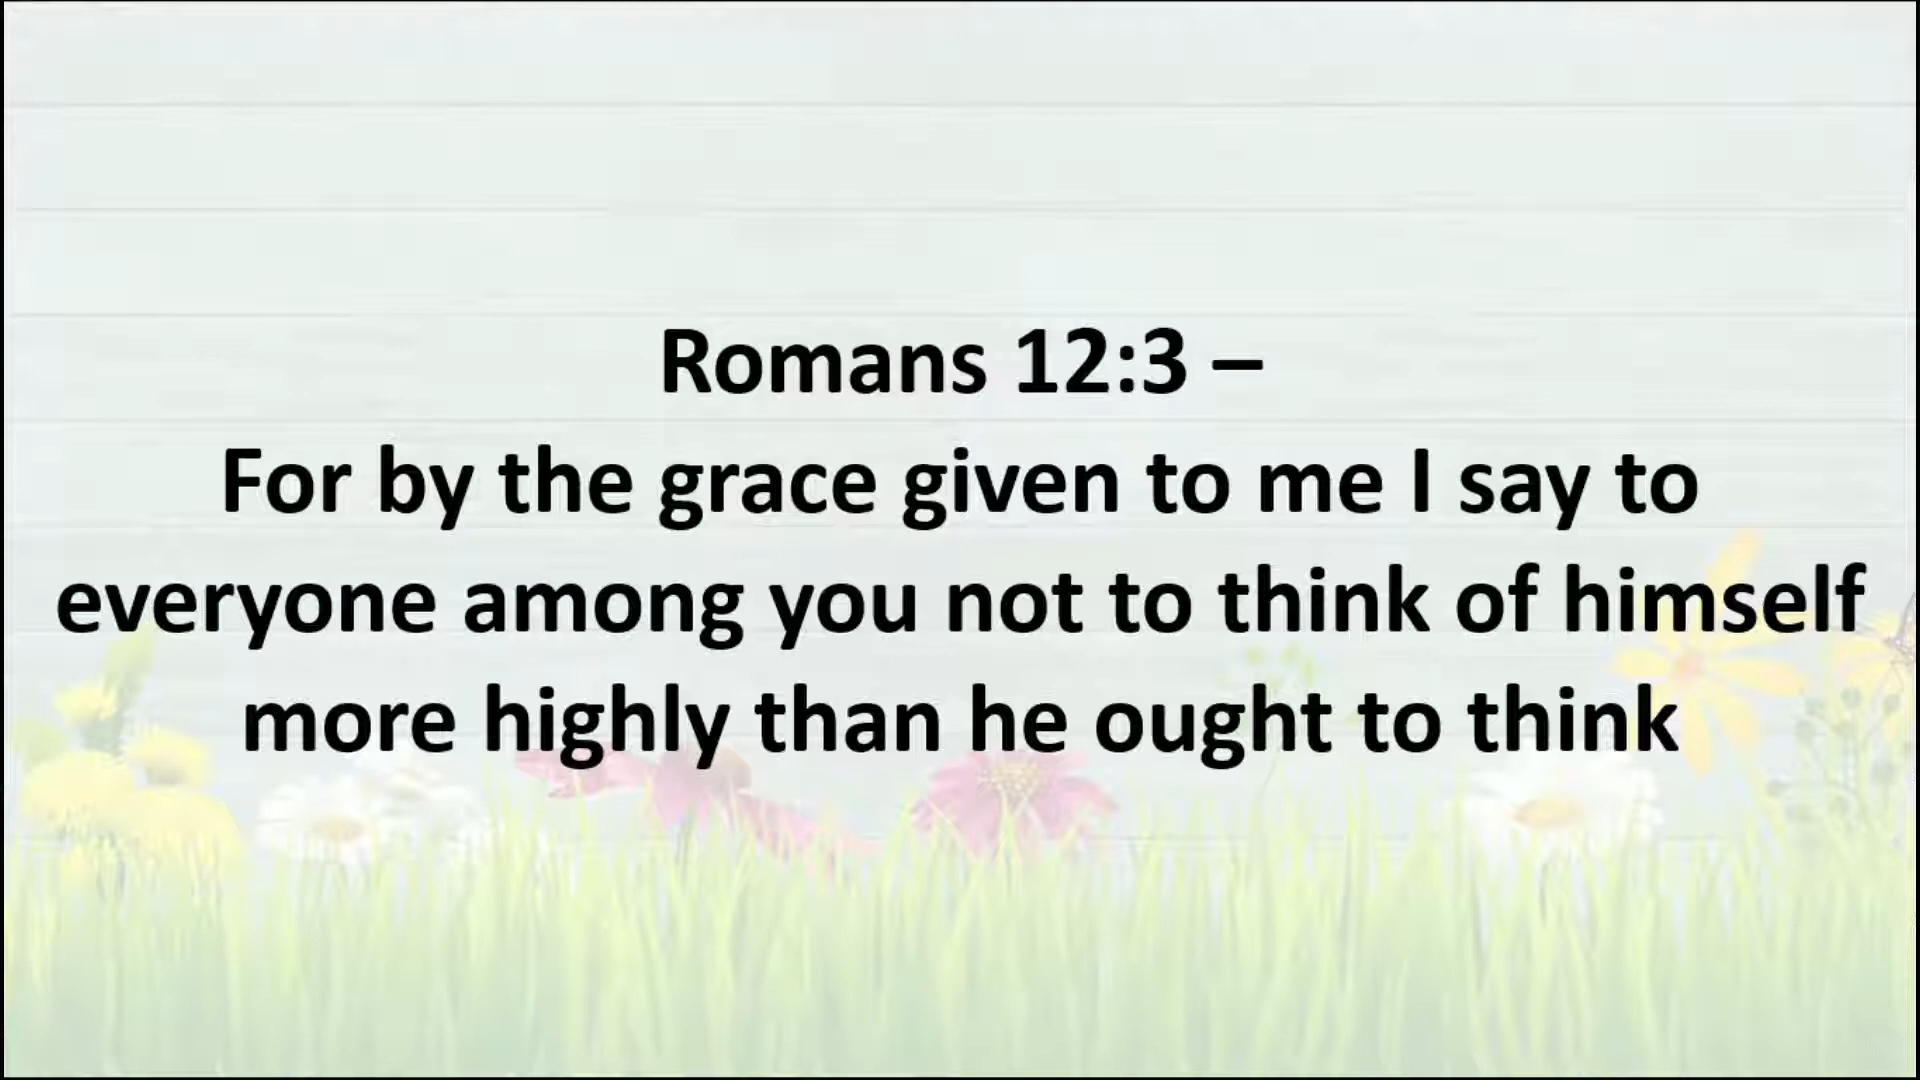 Romans 12:3 –
For by the grace given to me I say to
everyone among you not to think of himself
more highly than he ought to think